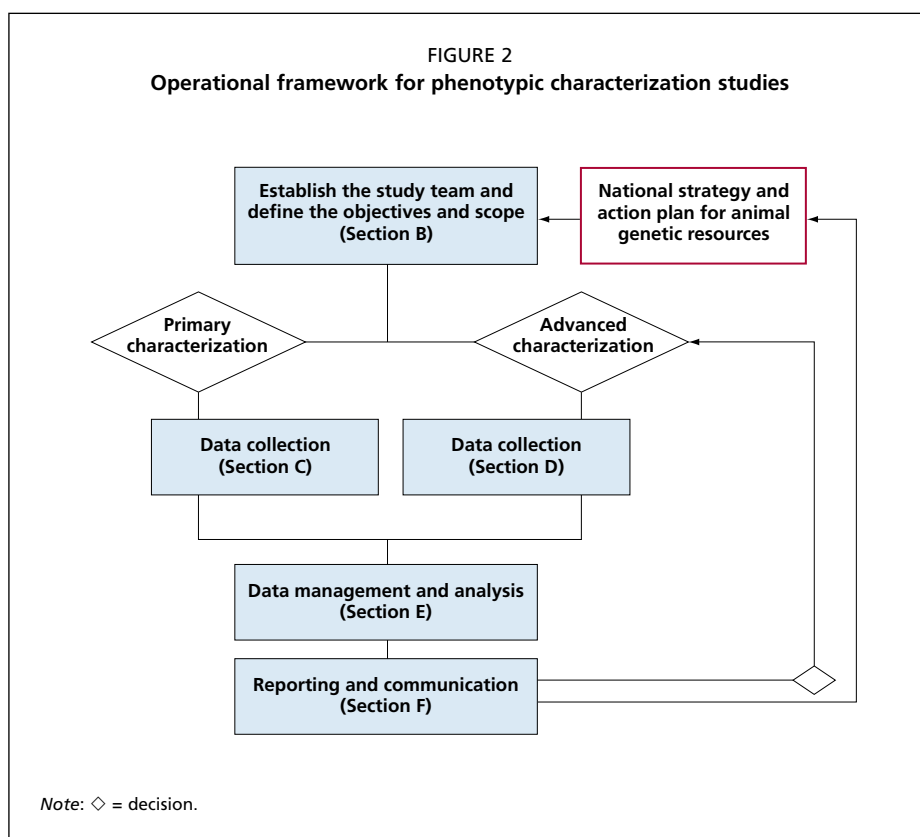 FIGURE 2
Operational framework for phenotypic characterization studies
Establish the study team and
define the objectives and scope
(Section B)
National strategy and
action plan for animal
genetic resources
Primary
characterization
Advanced
characterization
Data collection
(Section C)
Data collection
(Section D)
Data management and analysis
(Section E)
Reporting and communication
(Section F)
Note: ◇ = decision.